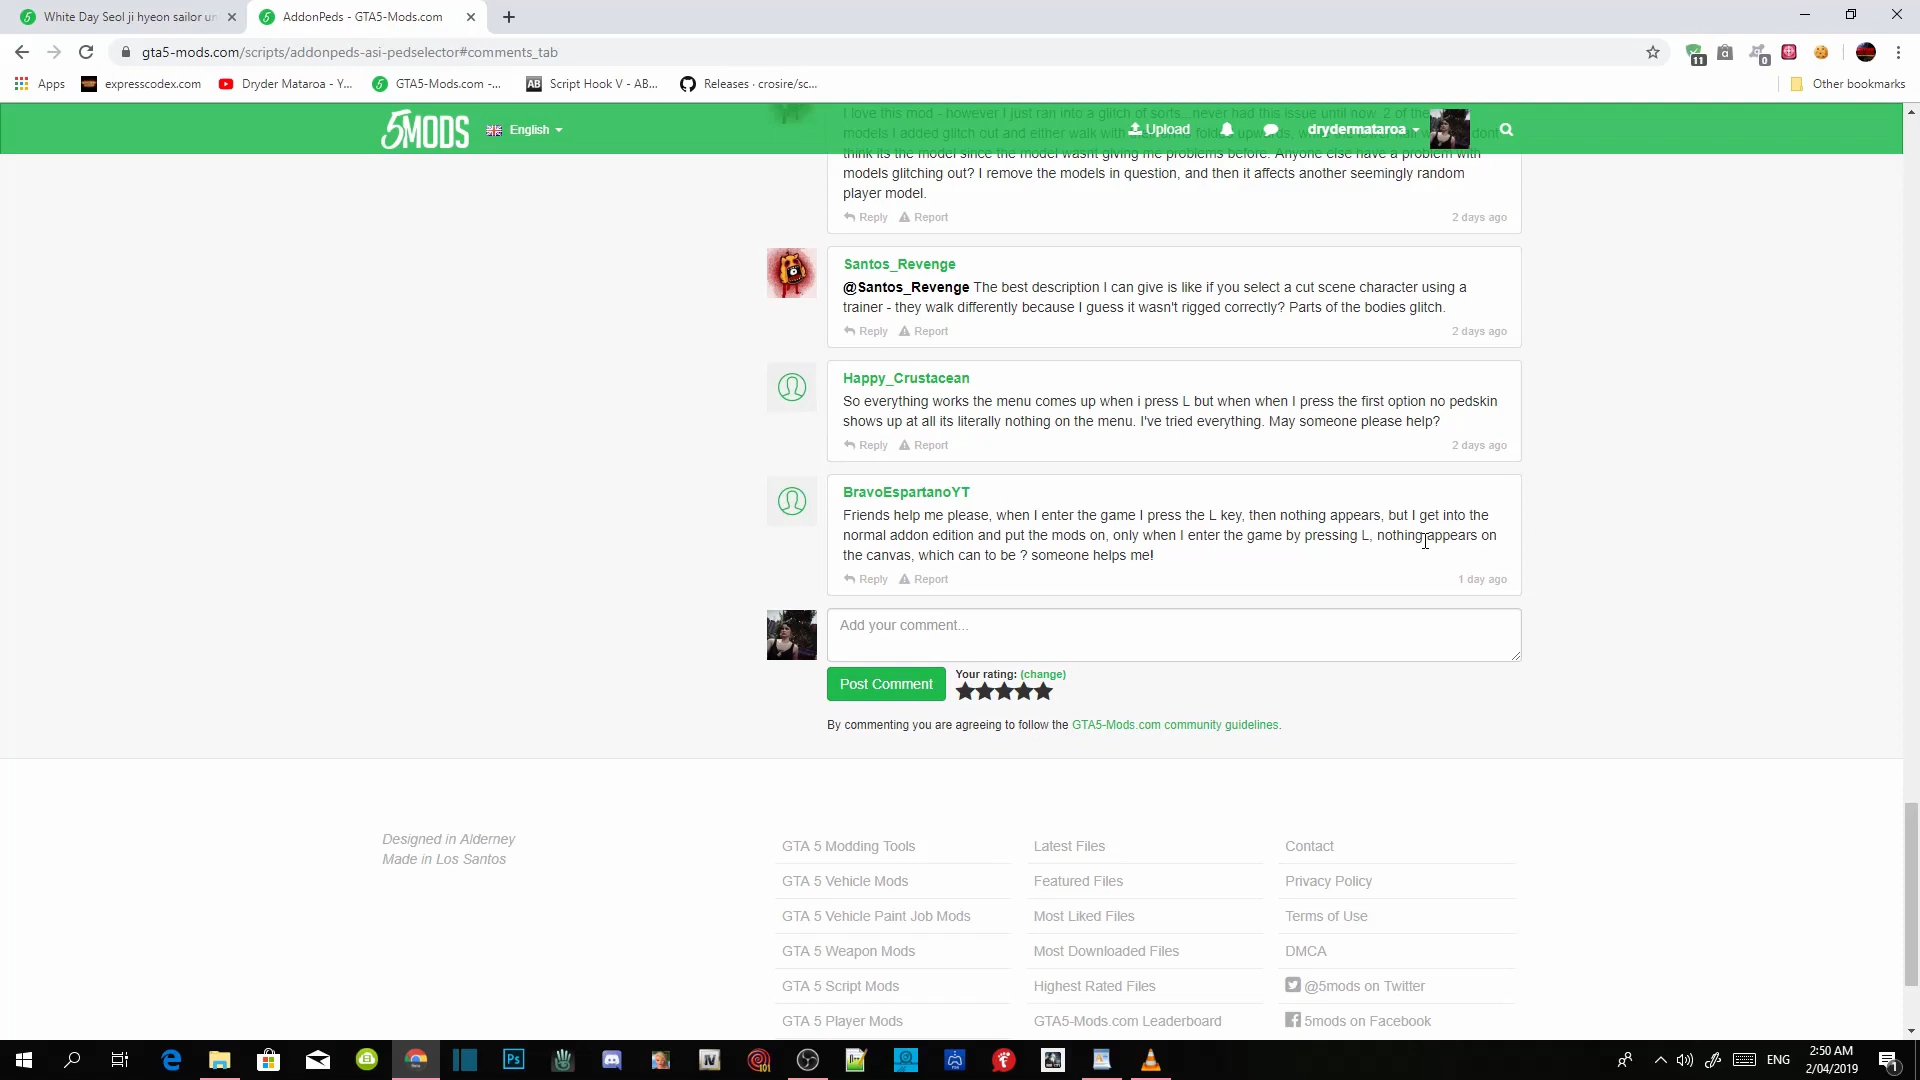 White Day Seol ji hyeon sailor un
AddonPeds - GTA5-Mods.com
gta5-mods.com/scripts/addonpeds-asi-pedselector#comments_tab
11
0
Apps
expresscodex.com
Dryder Mataroa - Y...
GTA5-Mods.com -...
AB
Script Hook V - AB...
Releases · crosire/sc...
Other bookmarks
5MODS
English
Upload
drydermataroa
I love this mod - however I just ran into a glitch of sorts...never had this issue until now. 2 of the
models I added glitch out and either walk with
think its the model since the model wasnt giving me problems before. Anyone else have a problem with
models glitching out? I remove the models in question, and then it affects another seemingly random
player model.
Reply Report
2 days ago
Santos_Revenge
@Santos_Revenge The best description I can give is like if you select a cut scene character using a
trainer - they walk differently because I guess it wasn't rigged correctly? Parts of the bodies glitch.
Reply Report
2 days ago
Happy_Crustacean
So everything works the menu comes up when i press L but when when I press the first option no pedskin
shows up at all its literally nothing on the menu. I've tried everything. May someone please help?
Reply Report
2 days ago
BravoEspartanoYT
Friends help me please, when I enter the game I press the L key, then nothing appears, but I get into the
normal addon edition and put the mods on, only when I enter the game by pressing L, nothing appears on
the canvas, which can to be ? someone helps me!
Reply Report
1 day ago
Add your comment...
Post Comment
Your rating: (change)
By commenting you are agreeing to follow the GTA5-Mods.com community guidelines.
Designed in Alderney
Made in Los Santos
GTA 5 Modding Tools
GTA 5 Vehicle Mods
GTA 5 Vehicle Paint Job Mods
GTA 5 Weapon Mods
GTA 5 Script Mods
GTA 5 Player Mods
Latest Files
Featured Files
Most Liked Files
Most Downloaded Files
Highest Rated Files
GTA5-Mods.com Leaderboard
Contact
Privacy Policy
Terms of Use
DMCA
@5mods on Twitter
5mods on Facebook
Ps
IV
101
ENG
2:50 AM
2/04/2019
1